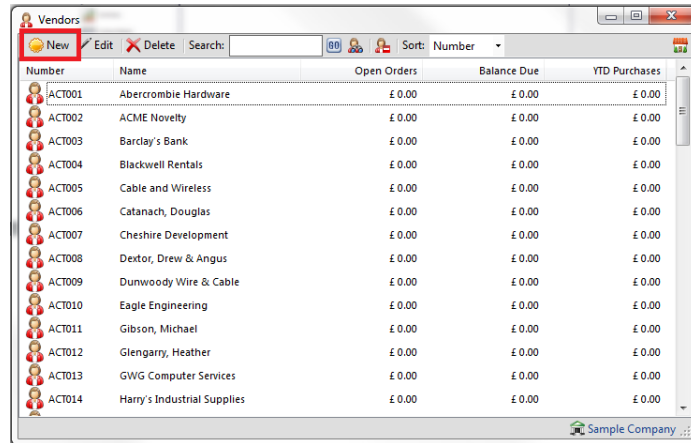 Vendors
New Edit Delete Search: Sort: Number
Number Name Open Orders Balance Due YTD Purchases
ACT001 Abercrombie Hardware £ 0.00 £ 0.00 £ 0.00
ACT002 ACME Novelty £ 0.00 £ 0.00 £ 0.00
ACT003 Barclay's Bank £ 0.00 £ 0.00 £ 0.00
ACT004 Blackwell Rentals £ 0.00 £ 0.00 £ 0.00
ACT005 Cable and Wireless £ 0.00 £ 0.00 £ 0.00
ACT006 Catanach, Douglas £ 0.00 £ 0.00 £ 0.00
ACT007 Cheshire Development £ 0.00 £ 0.00 £ 0.00
ACT008 Dextor, Drew & Angus £ 0.00 £ 0.00 £ 0.00
ACT009 Dunwoody Wire & Cable £ 0.00 £ 0.00 £ 0.00
ACT010 Eagle Engineering £ 0.00 £ 0.00 £ 0.00
ACT011 Gibson, Michael £ 0.00 £ 0.00 £ 0.00
ACT012 Glengarry, Heather £ 0.00 £ 0.00 £ 0.00
ACT013 GWG Computer Services £ 0.00 £ 0.00 £ 0.00
ACT014 Harry's Industrial Supplies £ 0.00 £ 0.00 £ 0.00
Sample Company